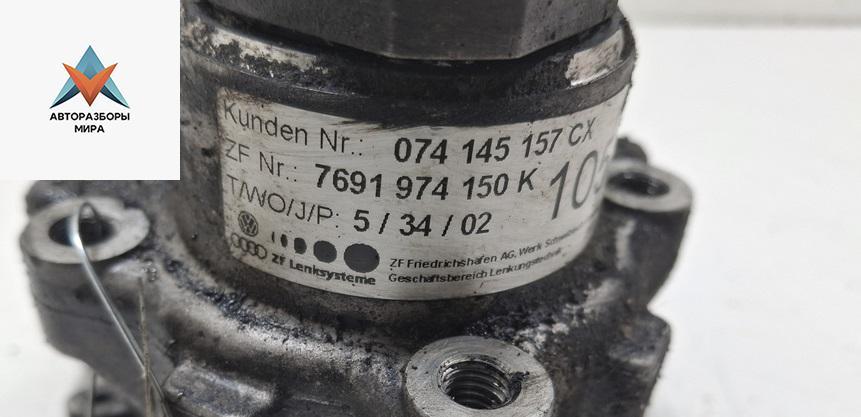 АВТОРАЗБОРЫ
МИРА
Kunden Nr.: 074 145 157 CX
ZF Nr.: 7691 974 150 K
T/WO/J/P: 5 / 34 / 02
ZF Lenksysteme
ZF Friedrichshafen AG, Werk
Geschäftsbereich Lenkungstechnik